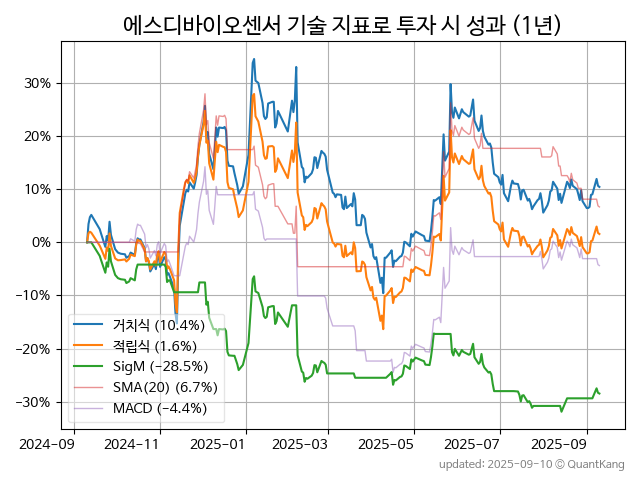 에스디바이오센서 기술 지표로 투자 시 성과 (1년)
30%
20%
10%
0%
−10%
−20%
−30%
거치식 (10.4%)
적립식 (1.6%)
SigM (−28.5%)
SMA(20) (6.7%)
MACD (−4.4%)
2024-09
2024-11
2025-01
2025-03
2025-05
2025-07
2025-09
updated: 2025-09-10 © QuantKang